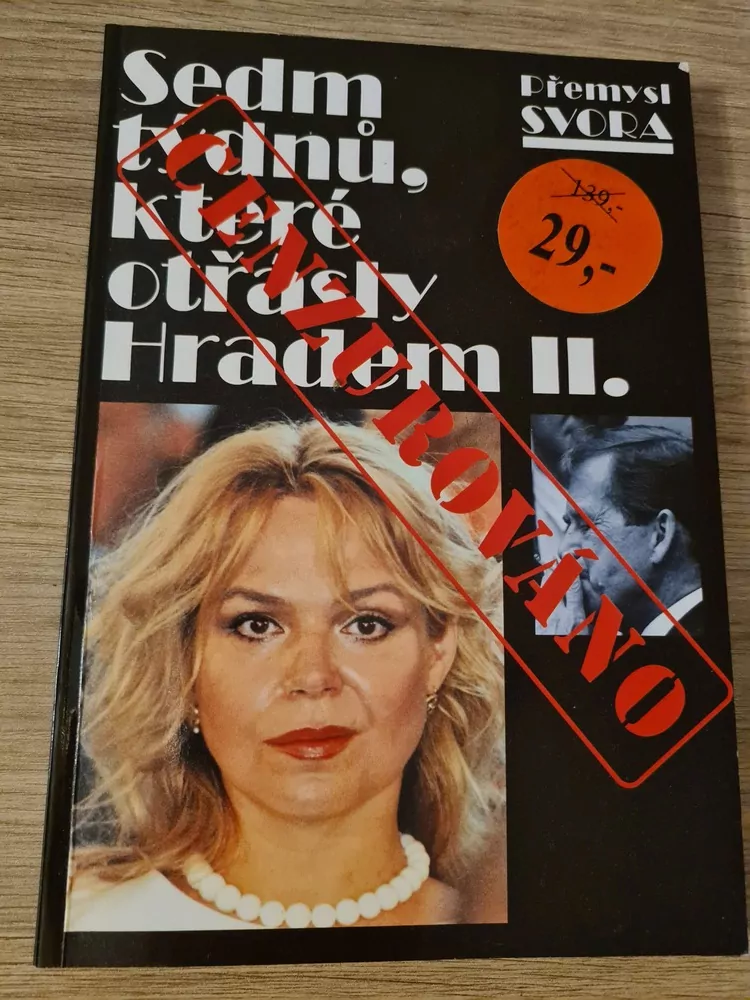 Sedm
týdnů,
které
otřásly
Hradem II.
Přemysl
SVORA
139,-
29,-
CENZUROVÁNO